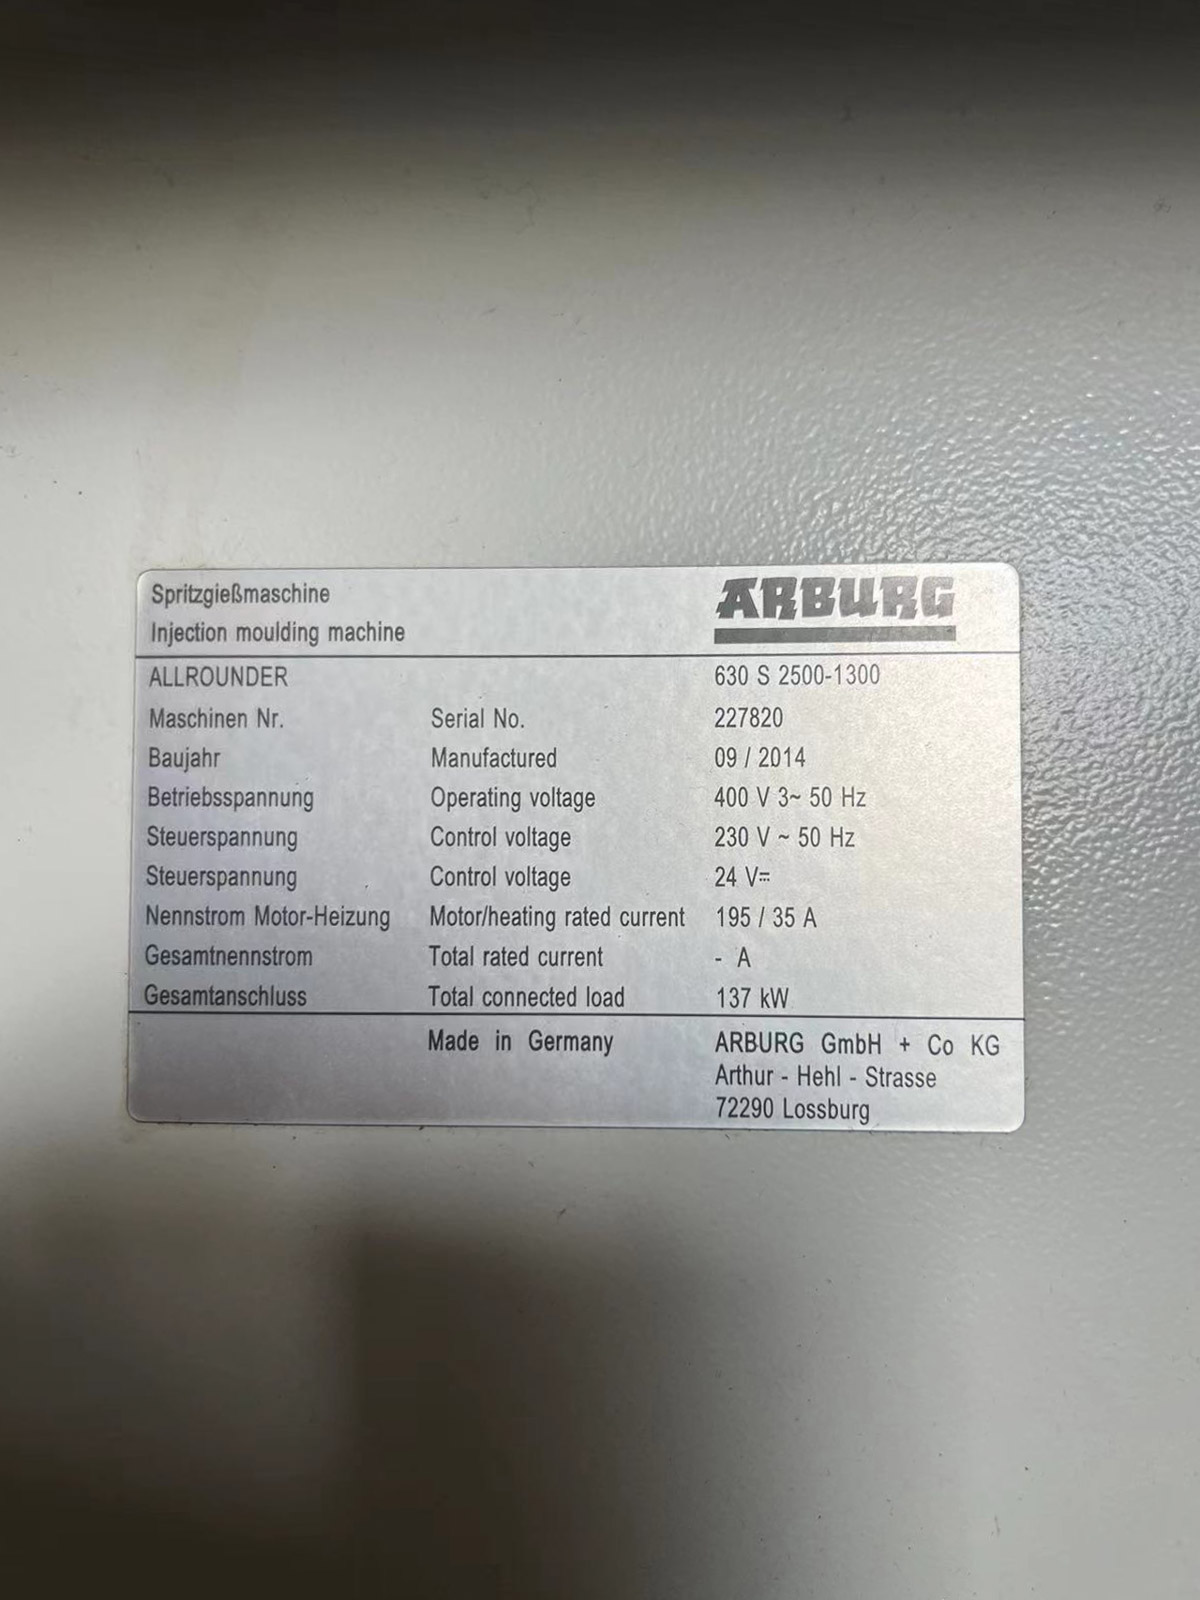 Spritzgießmaschine
Injection moulding machine
ARBURG
ALLROUNDER 630 S 2500-1300
Maschinen Nr. Serial No. 227820
Baujahr Manufactured 09 / 2014
Betriebsspannung Operating voltage 400 V 3~ 50 Hz
Steuerspannung Control voltage 230 V ~ 50 Hz
Steuerspannung Control voltage 24 V⎓
Nennstrom Motor-Heizung Motor/heating rated current 195 / 35 A
Gesamtnennstrom Total rated current - A
Gesamtanschluss Total connected load 137 kW
Made in Germany ARBURG GmbH + Co KG
Arthur - Hehl - Strasse
72290 Lossburg